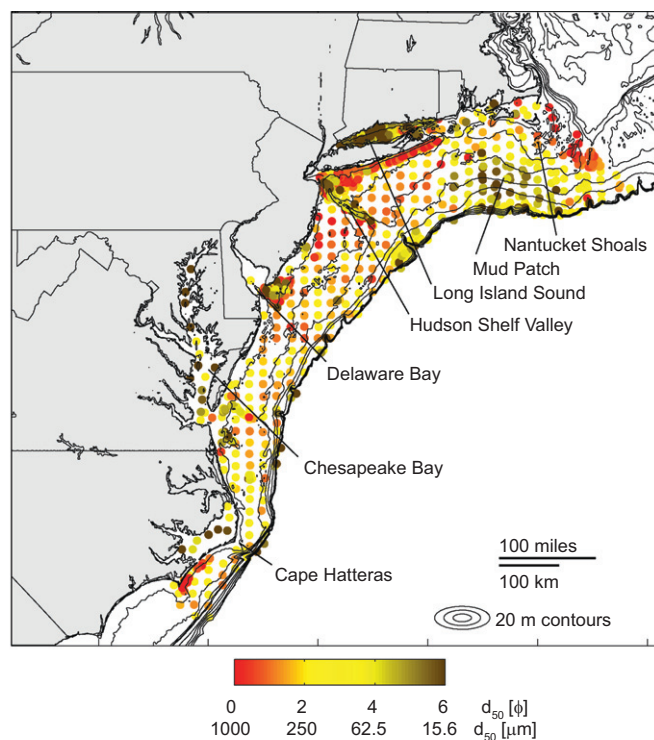 Nantucket Shoals
Mud Patch
Long Island Sound
Hudson Shelf Valley
Delaware Bay
Chesapeake Bay
Cape Hatteras
100 miles
100 km
20 m contours
0 2 4 6 d50 [ϕ]
1000 250 62.5 15.6 d50 [μm]